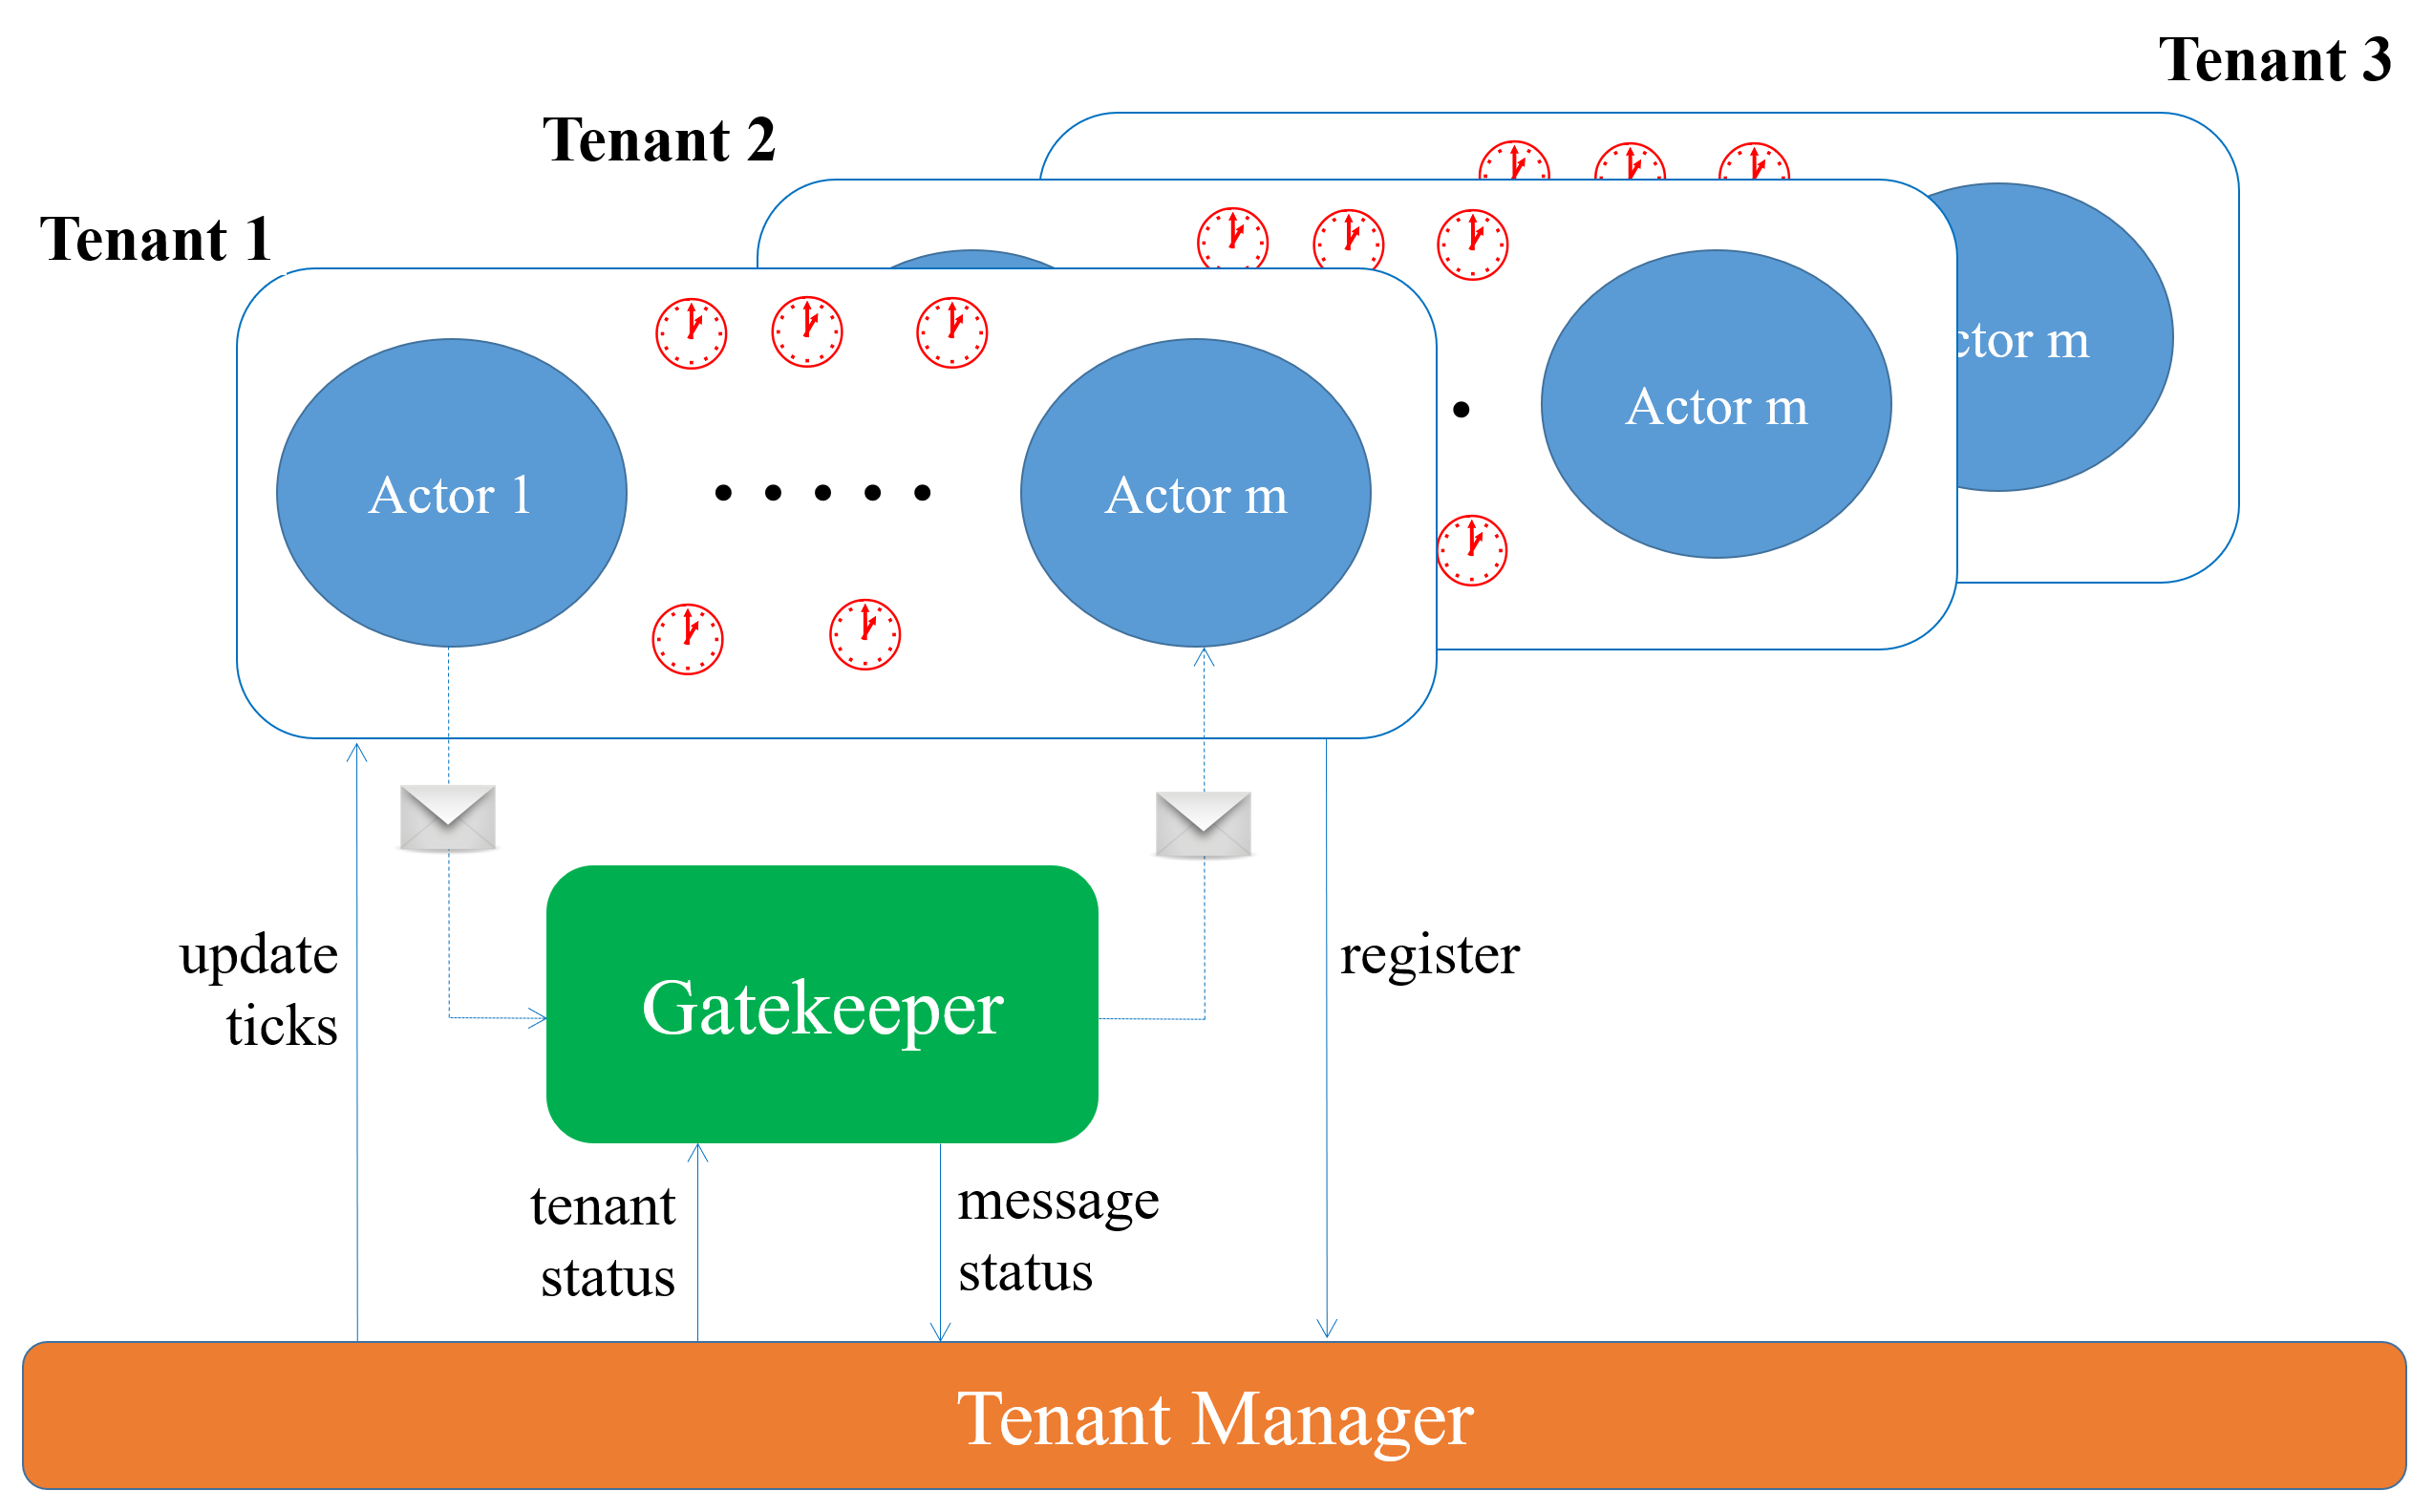 Tenant 3
Tenant 2
Tenant 1
Actor 1
Actor m
Actor m
ctor m
update
ticks
register
Gatekeeper
tenant
status
message
status
Tenant Manager